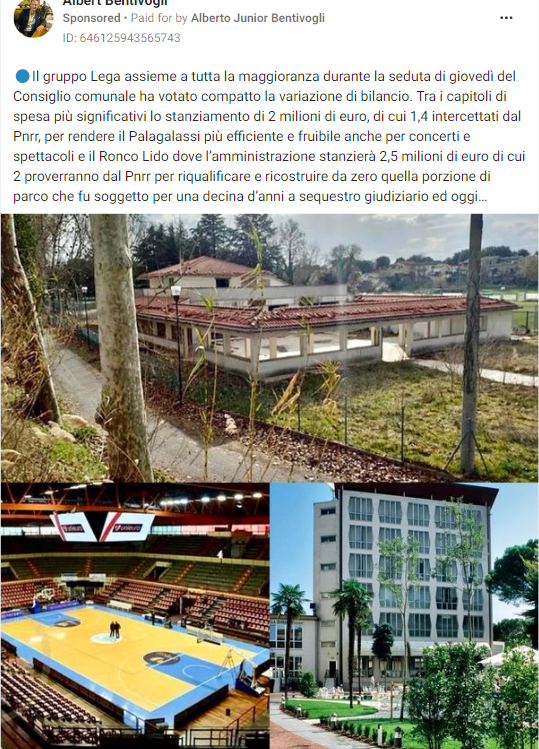 Albert Bentivogli
Sponsored • Paid for by Alberto Junior Bentivogli
ID: 646125943565743
Il gruppo Lega assieme a tutta la maggioranza durante la seduta di giovedì del
Consiglio comunale ha votato compatto la variazione di bilancio. Tra i capitoli di
spesa più significativi lo stanziamento di 2 milioni di euro, di cui 1,4 intercettati dal
Pnrr, per rendere il Palagalassi più efficiente e fruibile anche per concerti e
spettacoli e il Ronco Lido dove l’amministrazione stanzierà 2,5 milioni di euro di cui
2 proverranno dal Pnrr per riqualificare e ricostruire da zero quella porzione di
parco che fu soggetto per una decina d’anni a sequestro giudiziario ed oggi...